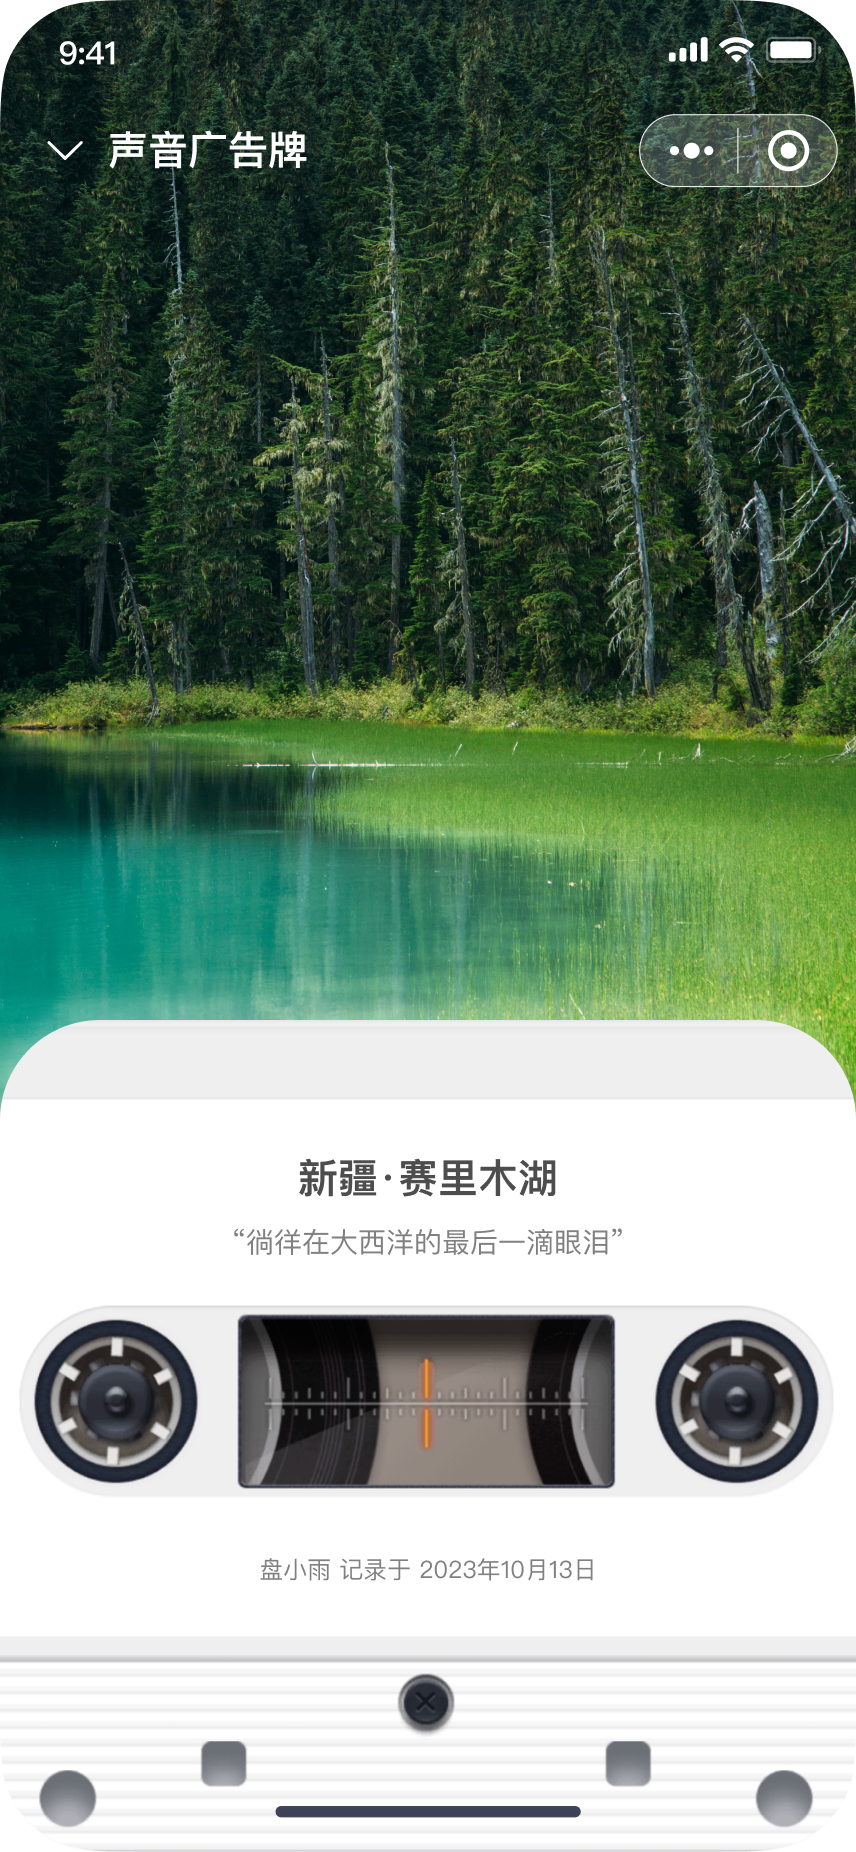 9:41
声音广告牌
新疆·赛里木湖
“徜徉在大西洋的最后一滴眼泪”
盘小雨 记录于 2023年10月13日